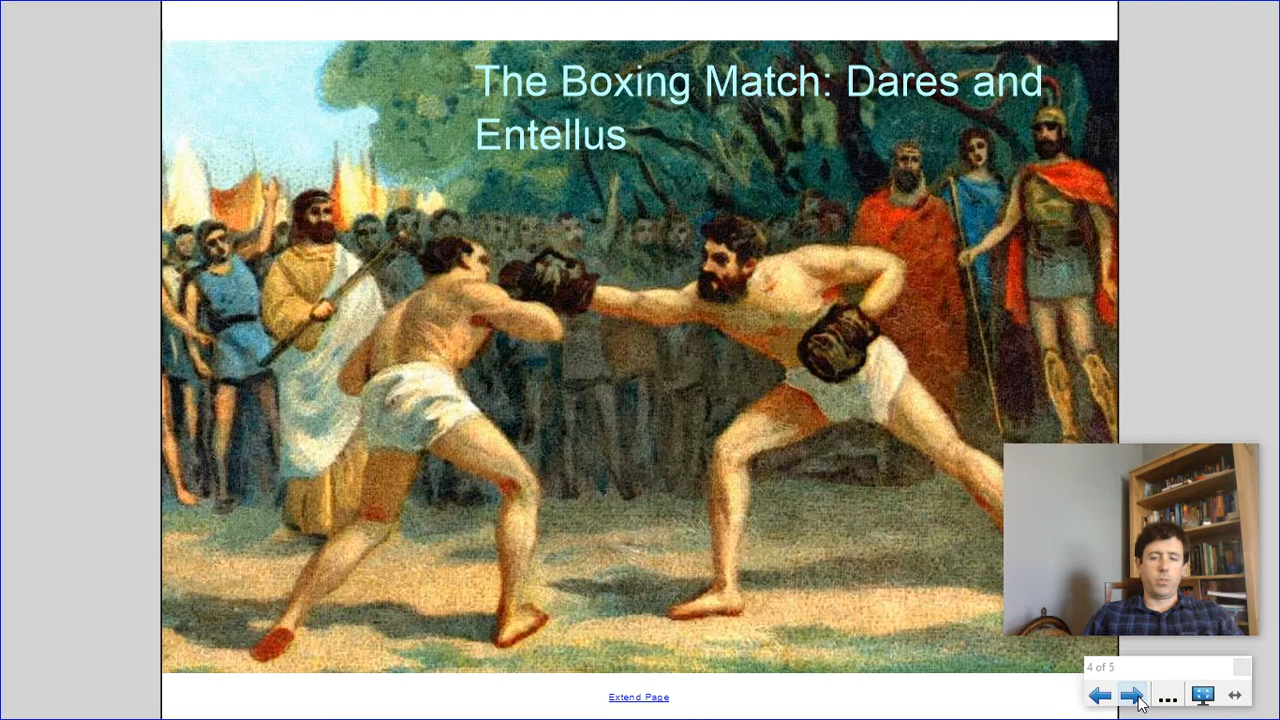 The Boxing Match: Dares and
Entellus
4 of 5
Extend Page